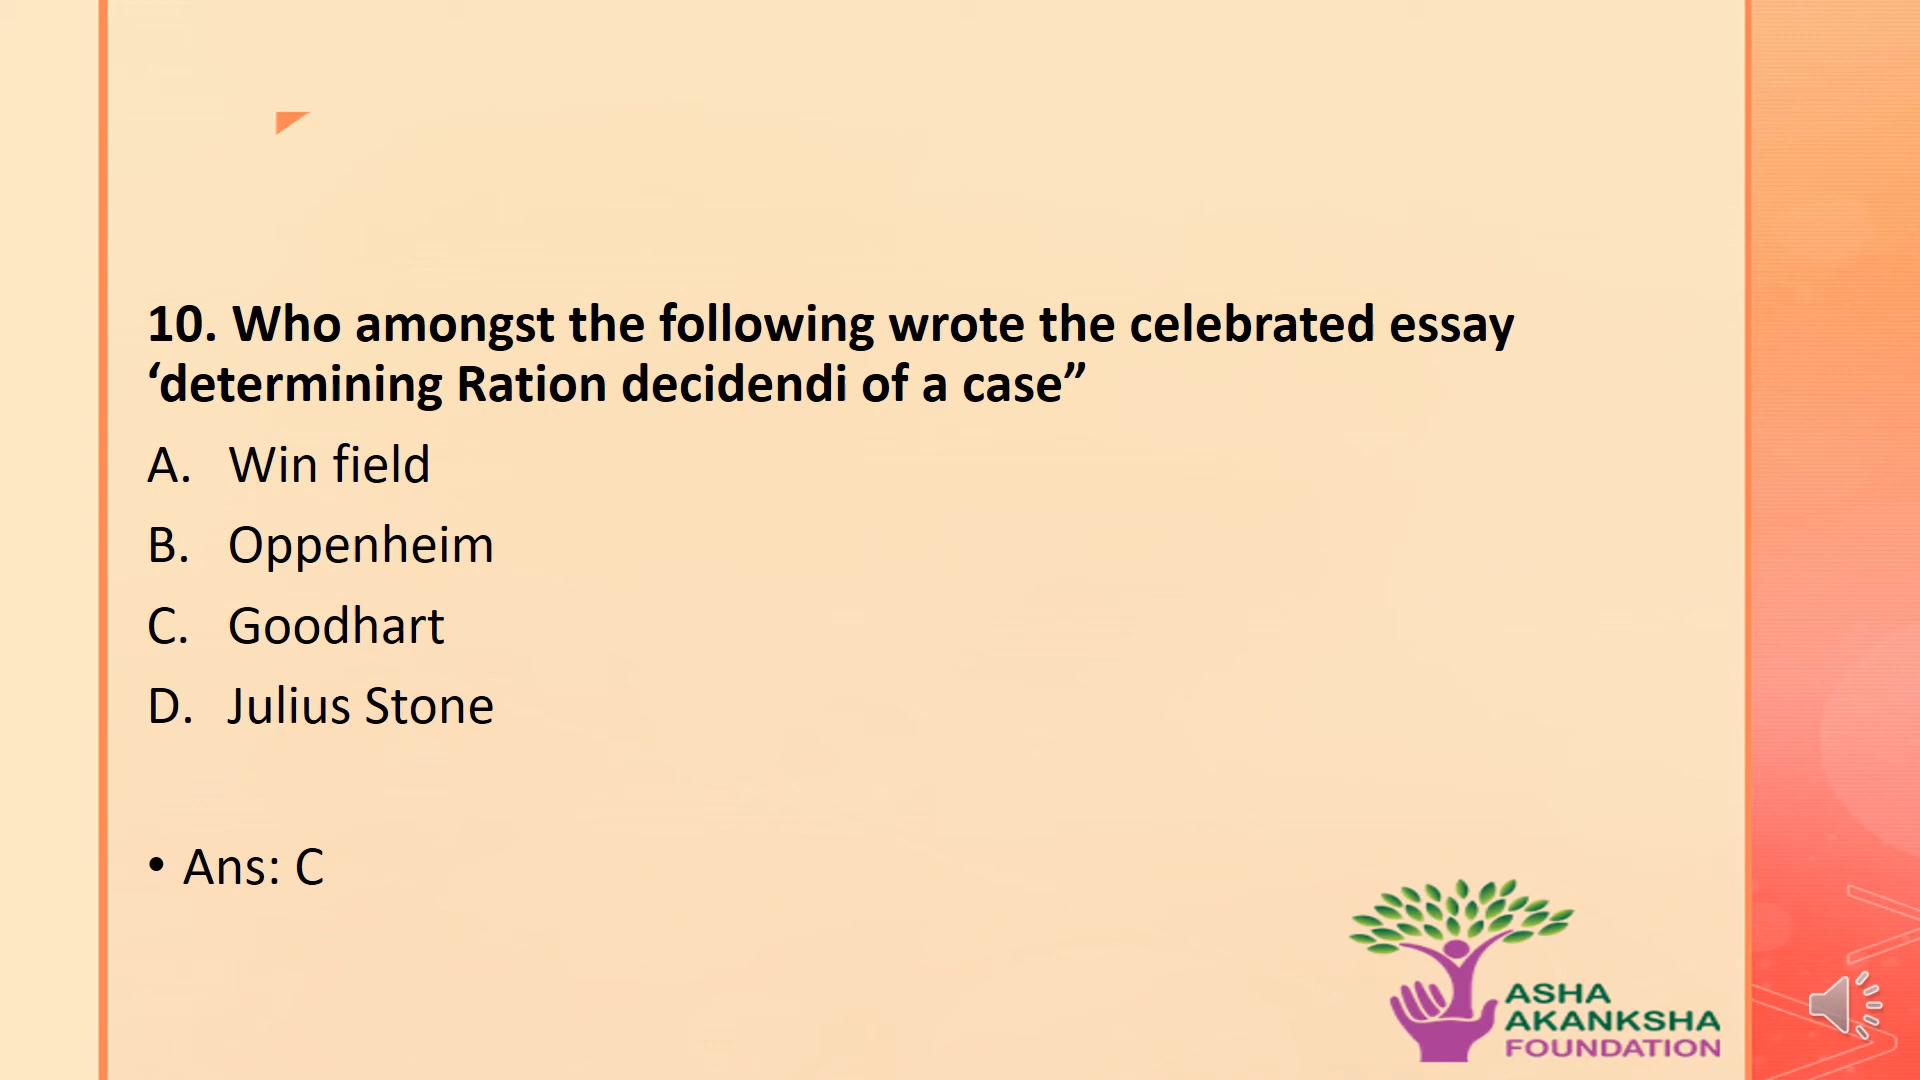 10. Who amongst the following wrote the celebrated essay
‘determining Ration decidendi of a case”
A. Win field
B. Oppenheim
C. Goodhart
D. Julius Stone
• Ans: C
ASHA
AKANKSHA
FOUNDATION